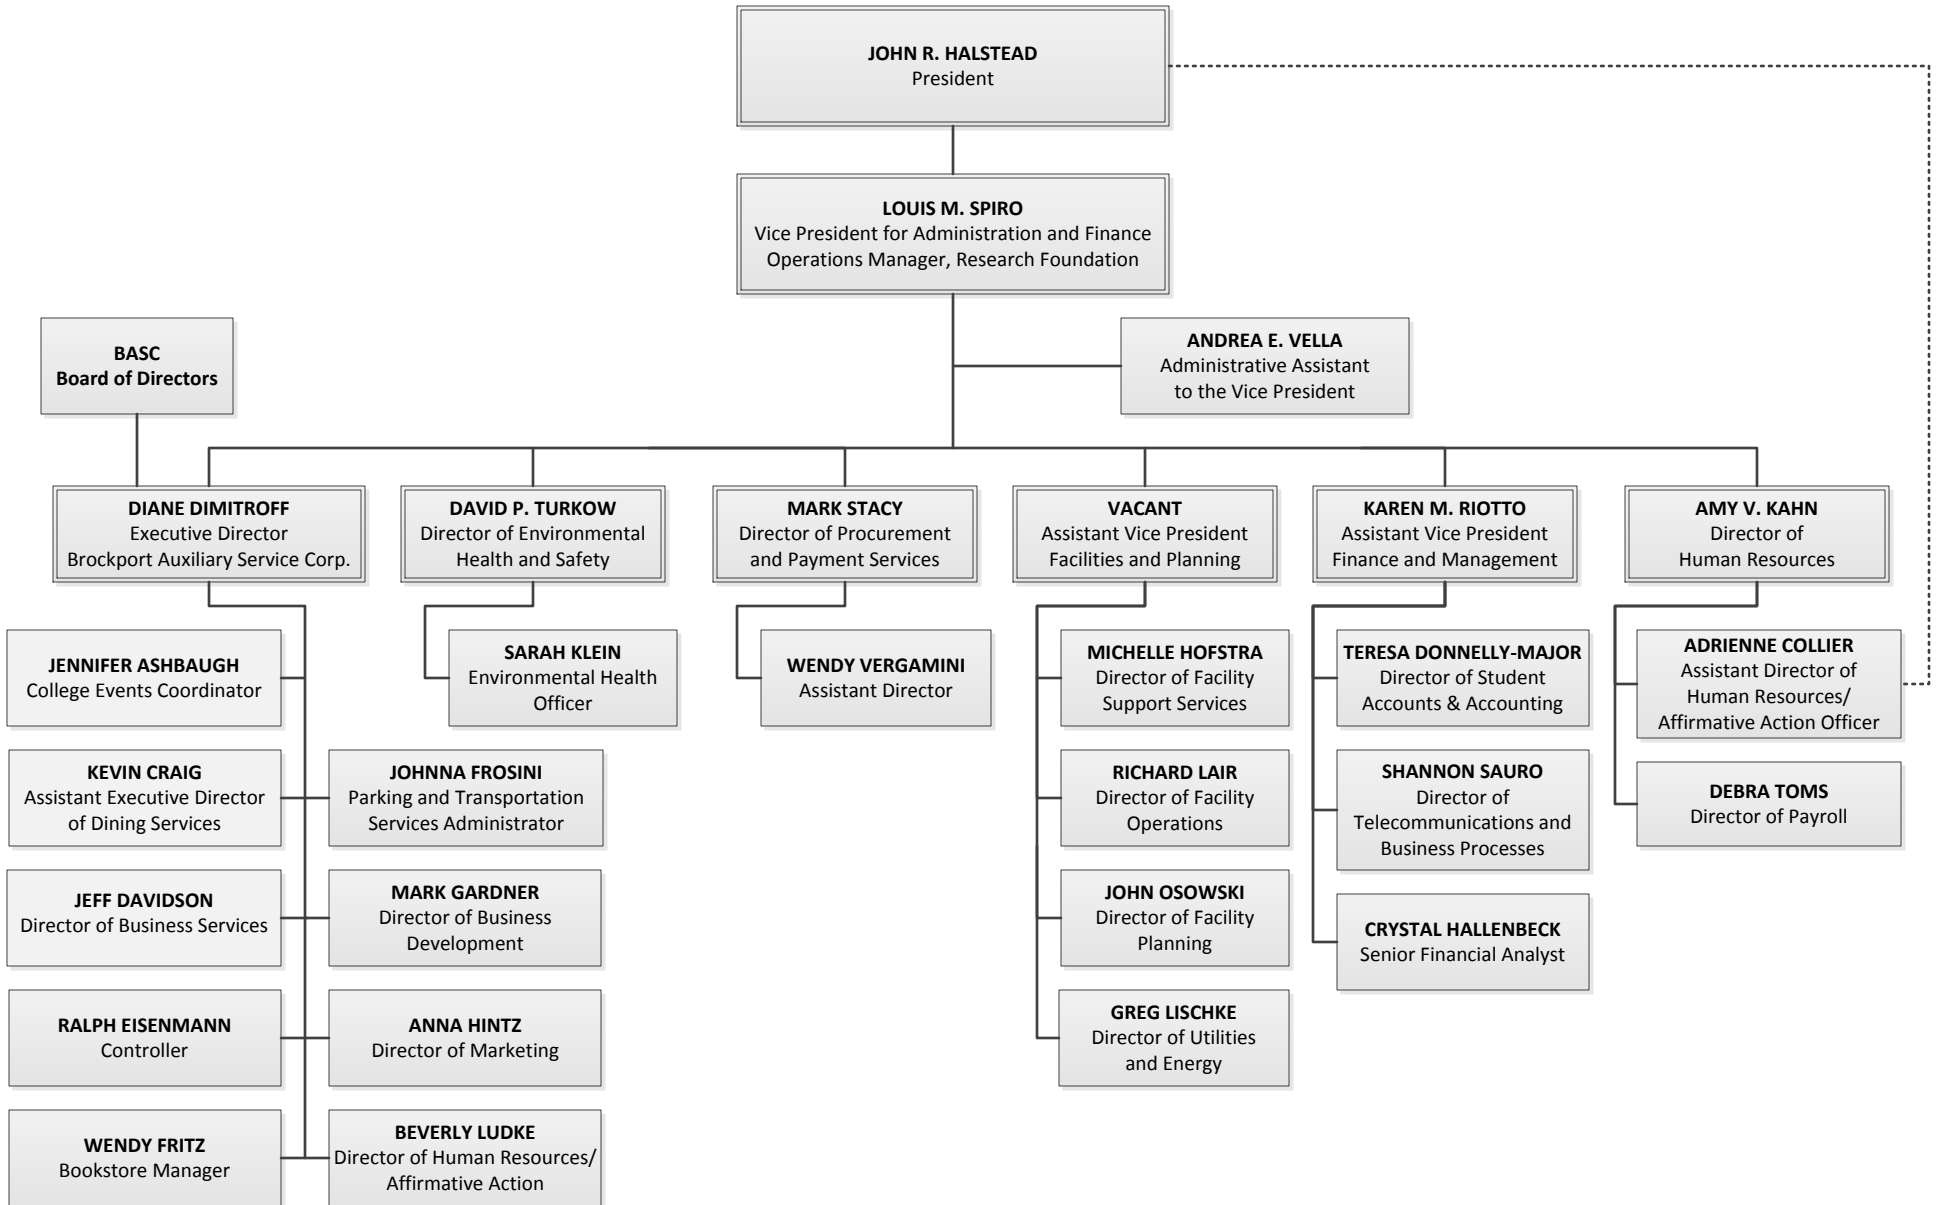 JOHN R. HALSTEAD
President
LOUIS M. SPIRO
Vice President for Administration and Finance
Operations Manager, Research Foundation
BASC
Board of Directors
ANDREA E. VELLA
Administrative Assistant
to the Vice President
DIANE DIMITROFF
Executive Director
Brockport Auxiliary Service Corp.
DAVID P. TURKOW
Director of Environmental
Health and Safety
MARK STACY
Director of Procurement
and Payment Services
VACANT
Assistant Vice President
Facilities and Planning
KAREN M. RIOTTO
Assistant Vice President
Finance and Management
AMY V. KAHN
Director of
Human Resources
JENNIFER ASHBAUGH
College Events Coordinator
KEVIN CRAIG
Assistant Executive Director
of Dining Services
JOHNNA FROSINI
Parking and Transportation
Services Administrator
JEFF DAVIDSON
Director of Business Services
MARK GARDNER
Director of Business
Development
RALPH EISENMANN
Controller
ANNA HINTZ
Director of Marketing
WENDY FRITZ
Bookstore Manager
BEVERLY LUDKE
Director of Human Resources/
Affirmative Action
SARAH KLEIN
Environmental Health
Officer
WENDY VERGAMINI
Assistant Director
MICHELLE HOFSTRA
Director of Facility
Support Services
RICHARD LAIR
Director of Facility
Operations
JOHN OSOWSKI
Director of Facility
Planning
GREG LISCHKE
Director of Utilities
and Energy
TERESA DONNELLY-MAJOR
Director of Student
Accounts & Accounting
SHANNON SAURO
Director of
Telecommunications and
Business Processes
CRYSTAL HALLENBECK
Senior Financial Analyst
ADRIENNE COLLIER
Assistant Director of
Human Resources/
Affirmative Action Officer
DEBRA TOMS
Director of Payroll